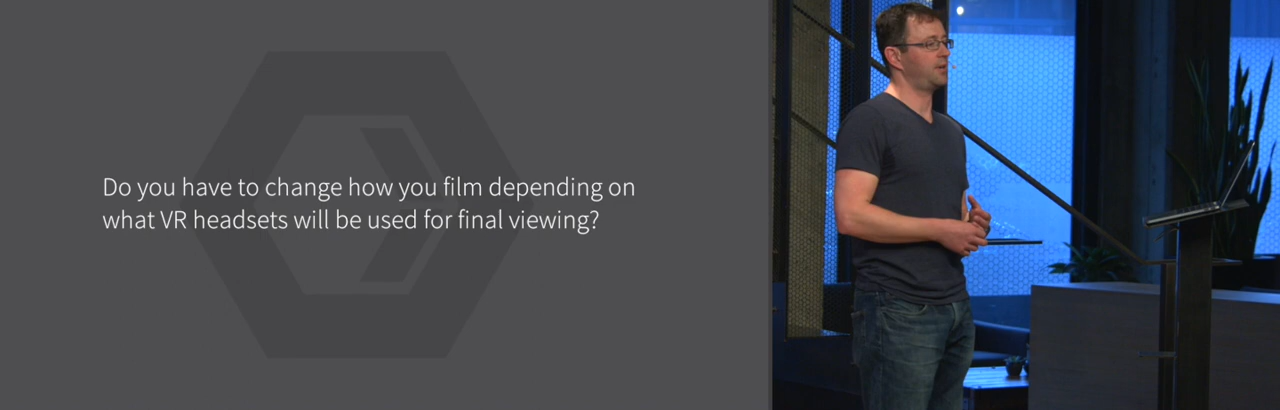 Do you have to change how you film depending on
what VR headsets will be used for final viewing?